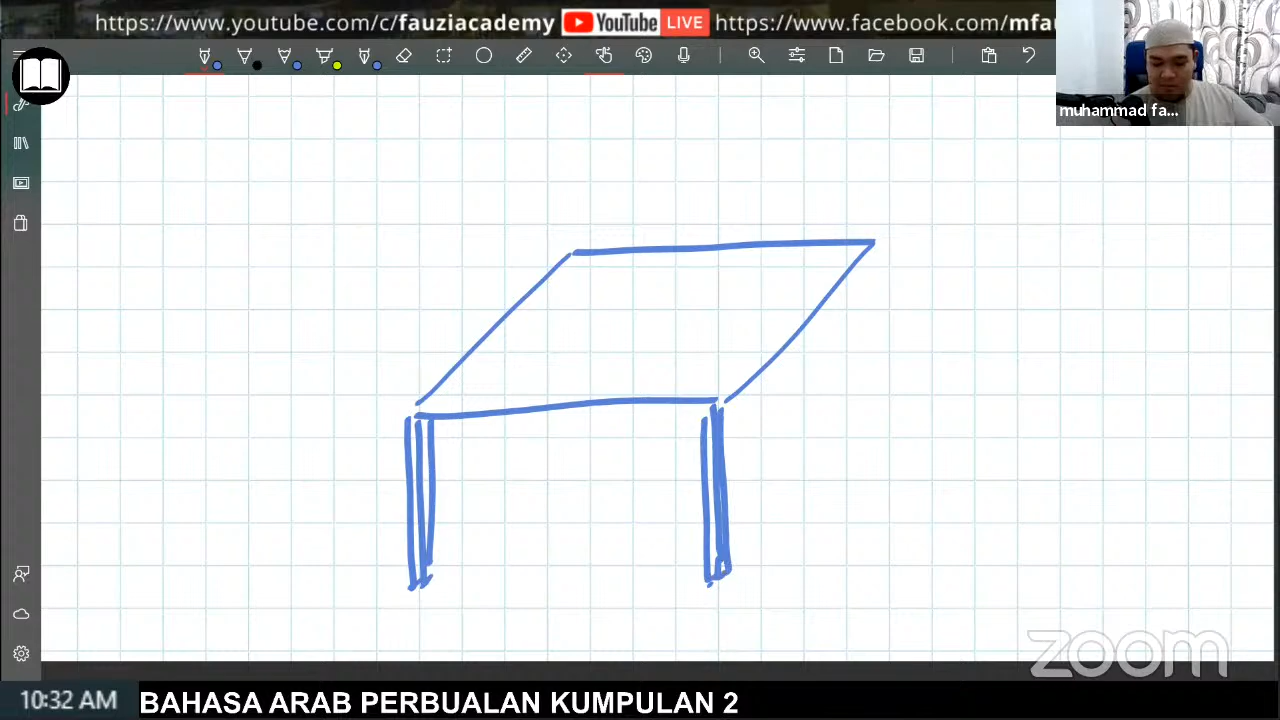 https://www.youtube.com/c/fauziacademy YouTube LIVE https://www.facebook.com/mfau
muhammad fa...
zoom
10:32 AM BAHASA ARAB PERBUALAN KUMPULAN 2